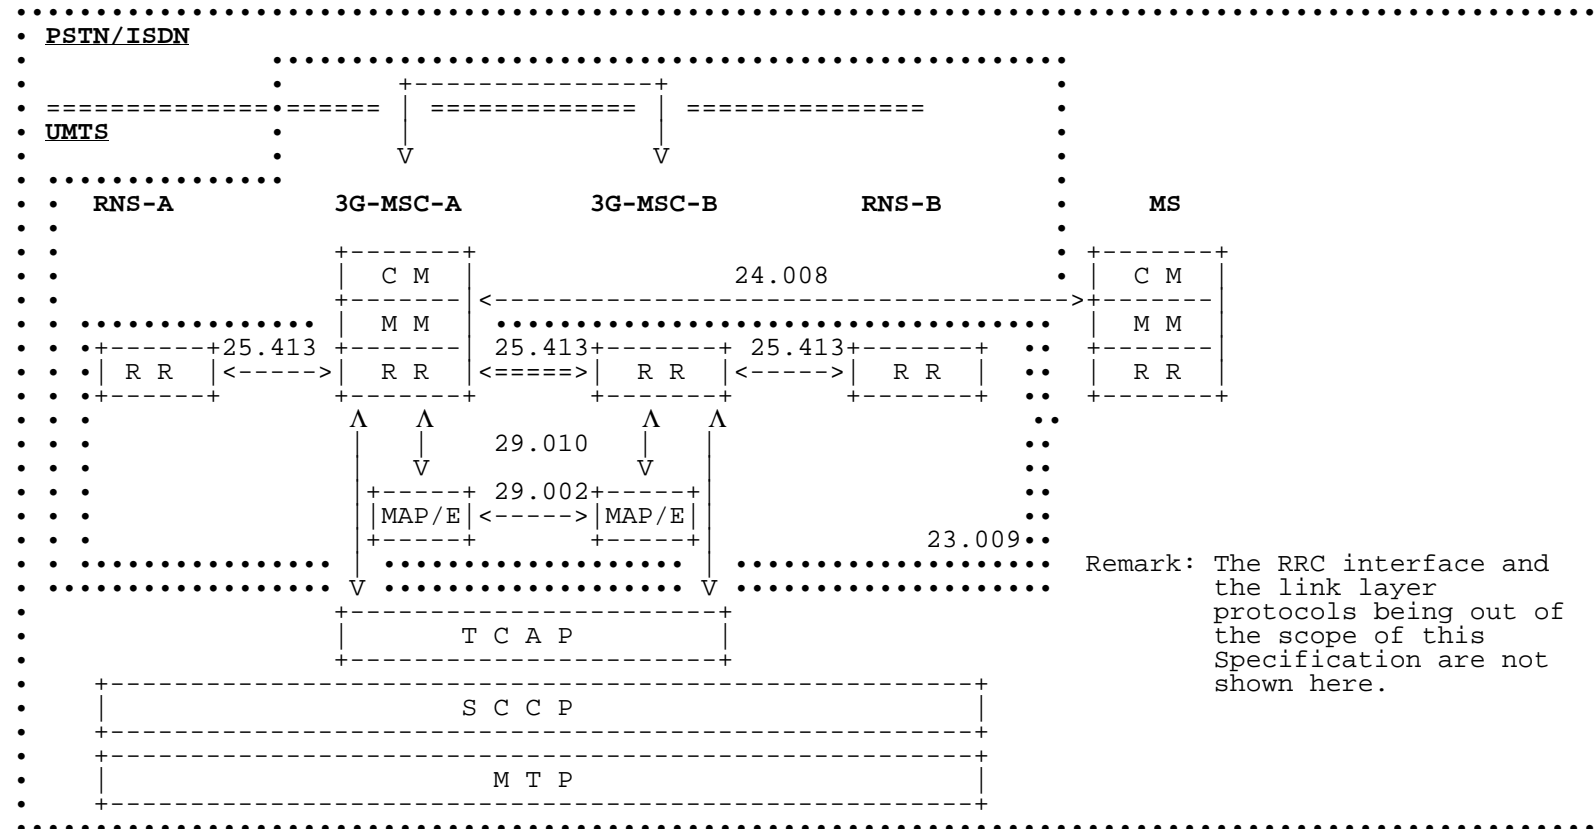 PSTN/ISDN
UMTS
RNS-A 3G-MSC-A 3G-MSC-B RNS-B MS
C M 24.008 C M
M M M M
25.413 25.413 25.413
R R R R R R R R R R
29.010
29.002
MAP/E MAP/E
23.009
Remark: The RRC interface and
the link layer
protocols being out of
the scope of this
Specification are not
shown here.
T C A P
S C C P
M T P